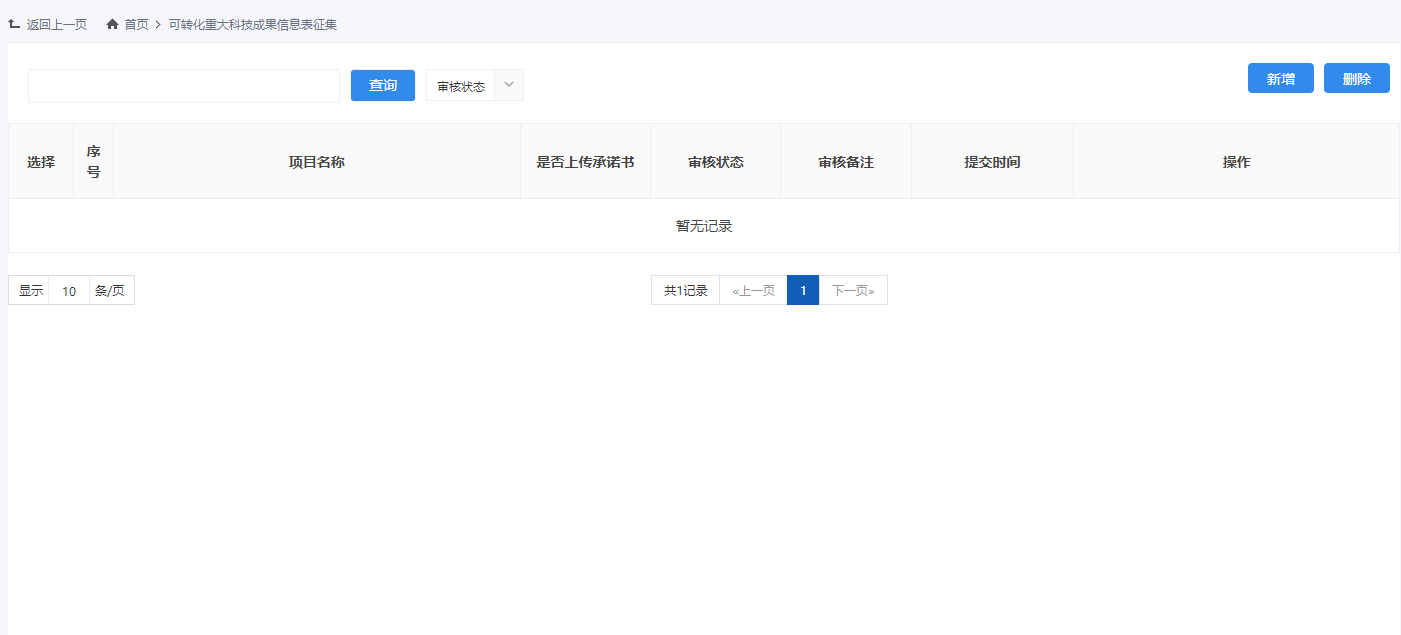 返回上一页 首页 > 可转化重大科技成果信息表征集
查询 审核状态 新增 删除
选择 序号 项目名称 是否上传承诺书 审核状态 审核备注 提交时间 操作
暂无记录
显示 10 条/页 共1记录 «上一页 1 下一页»